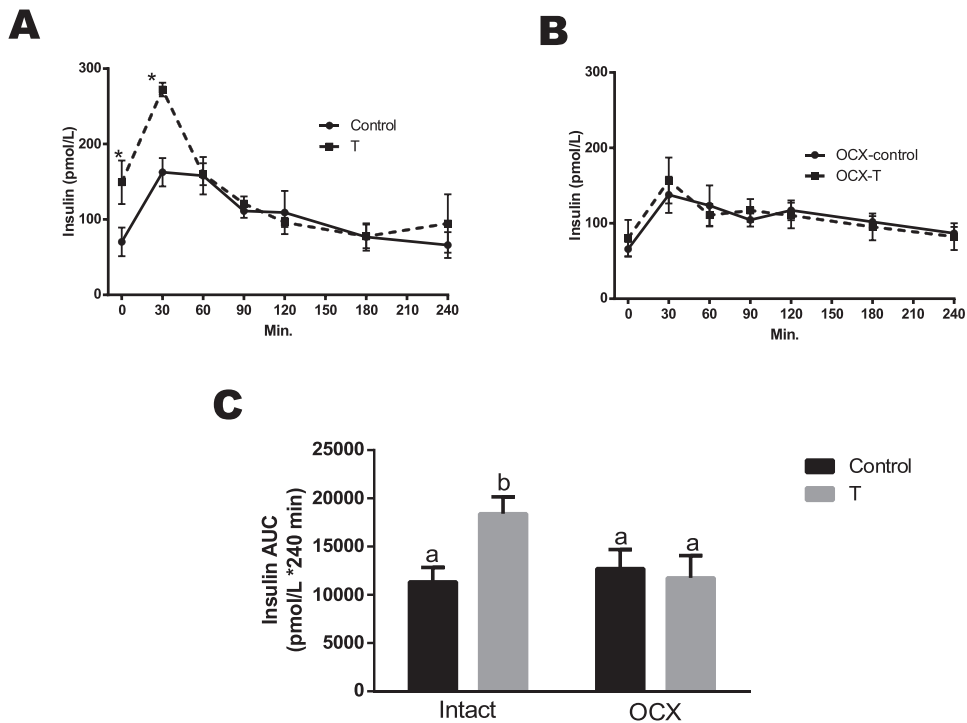 A
300
200
100
0
Insulin (pmol/L)
*
*
Control
T
0 30 60 90 120 150 180 210 240
Min.
B
300
200
100
0
Insulin (pmol/L)
OCX-control
OCX-T
0 30 60 90 120 150 180 210 240
Min.
C
25000
20000
15000
10000
5000
0
Insulin AUC
(pmol/L *240 min)
a
b
a
a
Control
T
Intact
OCX